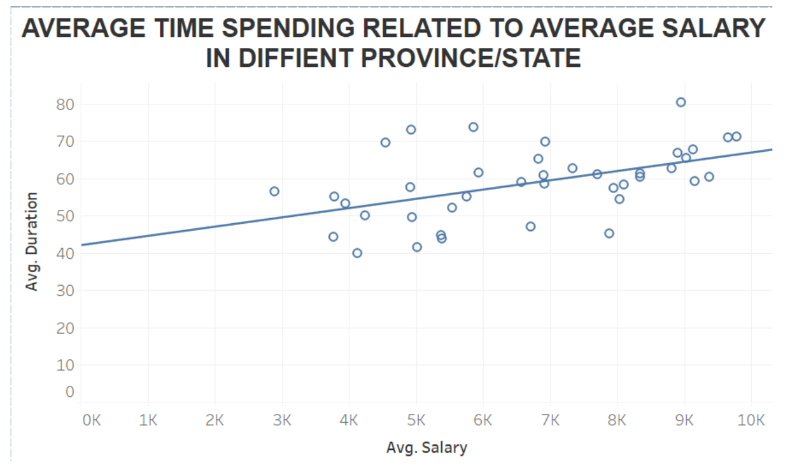 AVERAGE TIME SPENDING RELATED TO AVERAGE SALARY
IN DIFFIENT PROVINCE/STATE
80
70
60
50
40
30
20
10
0
Avg. Duration
0K 1K 2K 3K 4K 5K 6K 7K 8K 9K 10K
Avg. Salary